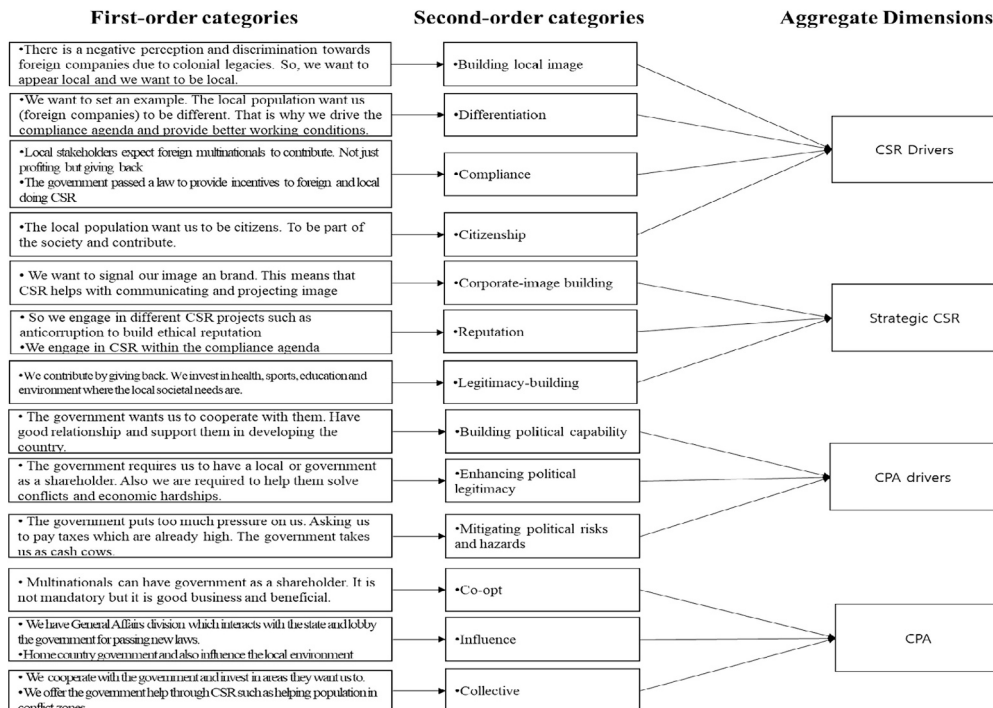 First-order categories
Second-order categories
Aggregate Dimensions
•There is a negative perception and discrimination towards
foreign companies due to colonial legacies. So, we want to
appear local and we want to be local.
•Building local image
•We want to set an example. The local population want us
(foreign companies) to be different. That is why we drive the
compliance agenda and provide better working conditions.
•Differentiation
•Local stakeholders expect foreign multinationals to contribute. Not just
profiting but giving back
•The government passed a law to provide incentives to foreign and local
doing CSR
•Compliance
•The local population want us to be citizens. To be part of
the society and contribute.
•Citizenship
CSR Drivers
• We want to signal our image an brand. This means that
CSR helps with communicating and projecting image
•Corporate-image building
• So we engage in different CSR projects such as
anticorruption to build ethical reputation
• We engage in CSR within the compliance agenda
•Reputation
•We contribute by giving back. We invest in health, sports, education and
environment where the local societal needs are.
•Legitimacy-building
Strategic CSR
• The government wants us to cooperate with them. Have
good relationship and support them in developing the
country.
•Building political capability
• The government requires us to have a local or government
as a shareholder. Also we are required to help them solve
conflicts and economic hardships.
•Enhancing political
legitimacy
• The government puts too much pressure on us. Asking us
to pay taxes which are already high. The government takes
us as cash cows.
•Mitigating political risks
and hazards
CPA drivers
• Multinationals can have government as a shareholder. It is
not mandatory but it is good business and beneficial.
•Co-opt
• We have General Affairs division which interacts with the state and lobby
the government for passing new laws.
• Home country government and also influence the local environment
•Influence
• We cooperate with the government and invest in areas they want us to.
• We offer the government help through CSR such as helping population in
conflict zones
•Collective
CPA